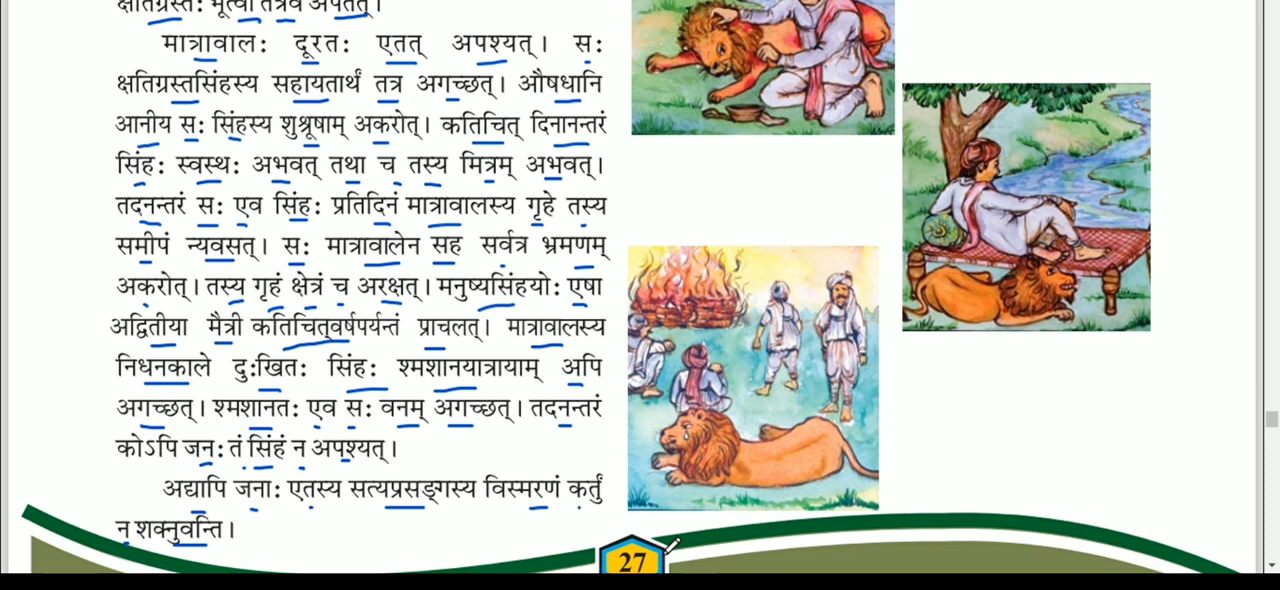 क्षतिग्रस्त: भूत्वा तत्रैव अपतत्।
मात्रावाल: दूरत: एतत् अपश्यत्। स:
क्षतिग्रस्तसिंहस्य सहायतार्थं तत्र अगच्छत्। औषधानि
आनीय स: सिंहस्य शुश्रूषाम् अकरोत्। कतिचित् दिनानन्तरं
सिंह: स्वस्थ: अभवत् तथा च तस्य मित्रम् अभवत्।
तदनन्तरं स: एव सिंह: प्रतिदिनं मात्रावालस्य गृहे तस्य
समीपं न्यवसत्। स: मात्रावालेन सह सर्वत्र भ्रमणम्
अकरोत्। तस्य गृहं क्षेत्रं च अरक्षत्। मनुष्यसिंहयो: एषा
अद्वितीया मैत्री कतिचित्वर्षपर्यन्तं प्राचलत्। मात्रावालस्य
निधनकाले दु:खित: सिंह: श्मशानयात्रायाम् अपि
अगच्छत्। श्मशानत: एव स: वनम् अगच्छत्। तदनन्तरं
कोऽपि जन: तं सिंहं न अपश्यत्।
अद्यापि जना: एतस्य सत्यप्रसङ्गस्य विस्मरणं कर्तुं
न शक्नुवन्ति।
27